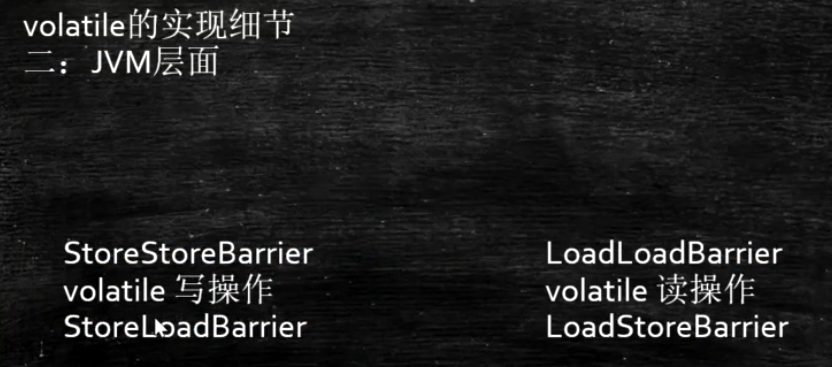 volatile的实现细节
二：JVM层面
StoreStoreBarrier
volatile 写操作
StoreLoadBarrier
LoadLoadBarrier
volatile 读操作
LoadStoreBarrier